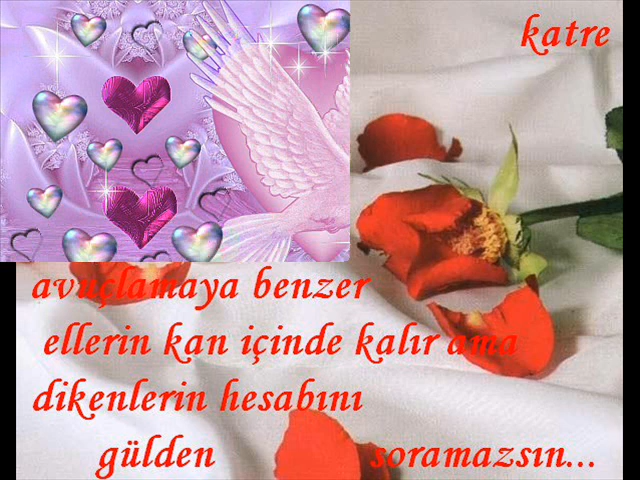 katre
avuçlamaya benzer
ellerin kan içinde kalır ama
dikenlerin hesabını
gülden soramazsın...